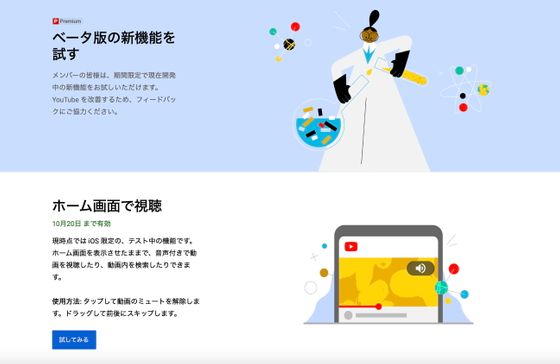 Premium
ベータ版の新機能を
試す
メンバーの皆様は、期間限定で現在開発
中の新機能をお試しいただけます。
YouTube を改善するため、フィードバッ
クにご協力ください。
ホーム画面で視聴
10月20日 まで有効
現時点では iOS 限定の、テスト中の機能です。
ホーム画面を表示させたままで、音声付きで動
画を視聴したり、動画内を検索したりできま
す。
使用方法: タップして動画のミュートを解除しま
す。ドラッグして前後にスキップします。
試してみる